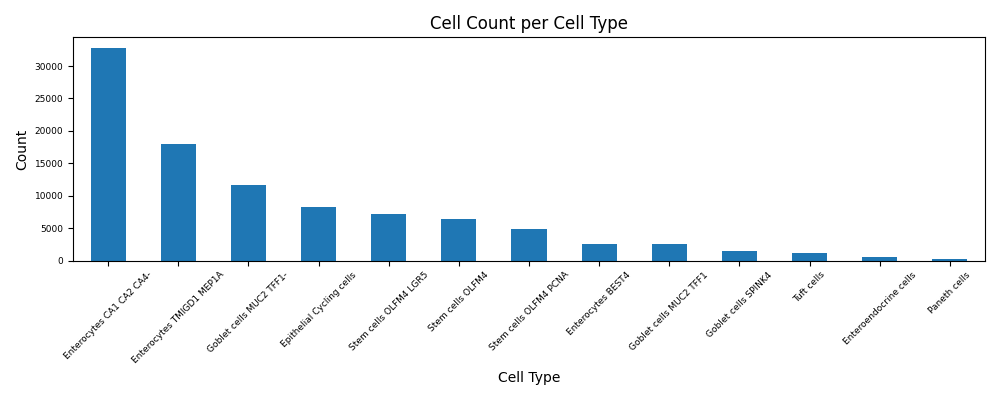 Cell Count per Cell Type
Count
30000
25000
20000
15000
10000
5000
0
Enterocytes CA1 CA2 CA4-
Enterocytes TMIGD1 MEP1A
Goblet cells MUC2 TFF1-
Epithelial Cycling cells
Stem cells OLFM4 LGR5
Stem cells OLFM4
Stem cells OLFM4 PCNA
Enterocytes BEST4
Goblet cells MUC2 TFF1
Goblet cells SPINK4
Tuft cells
Enteroendocrine cells
Paneth cells
Cell Type